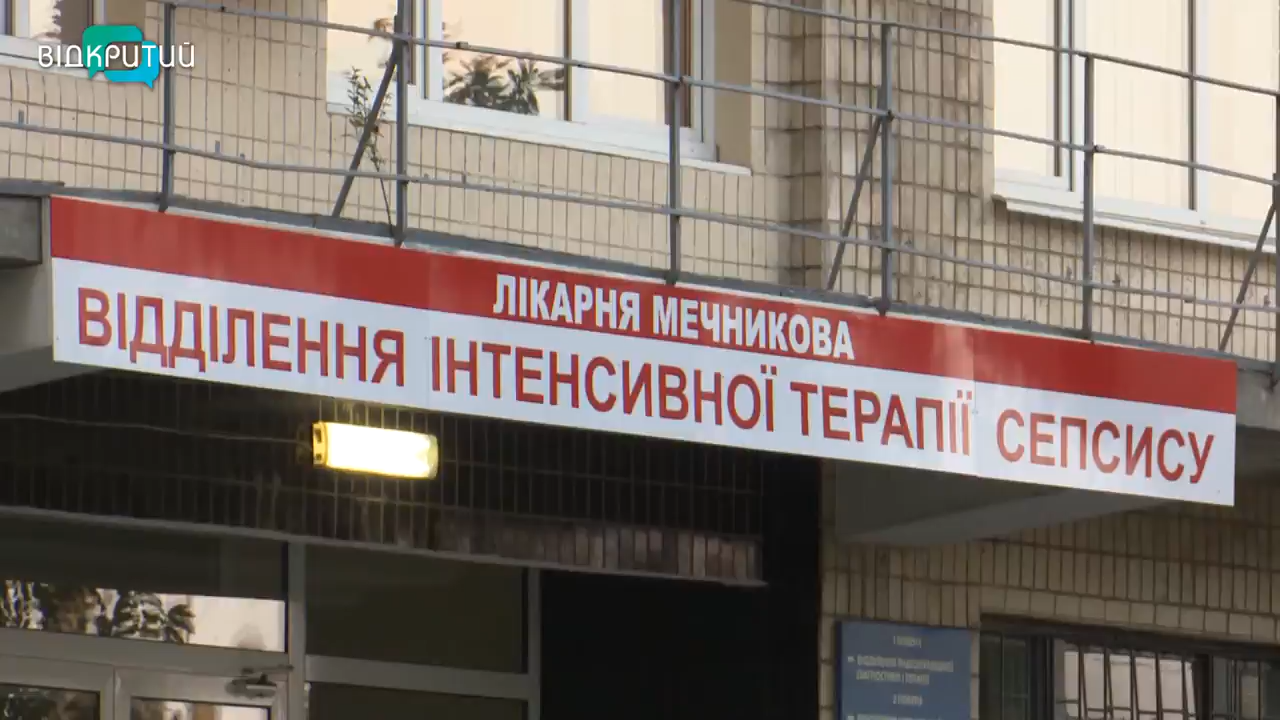 ВІДКРИТИЙ
ЛІКАРНЯ МЕЧНИКОВА
ВІДДІЛЕННЯ ІНТЕНСИВНОЇ ТЕРАПІЇ СЕПСИСУ